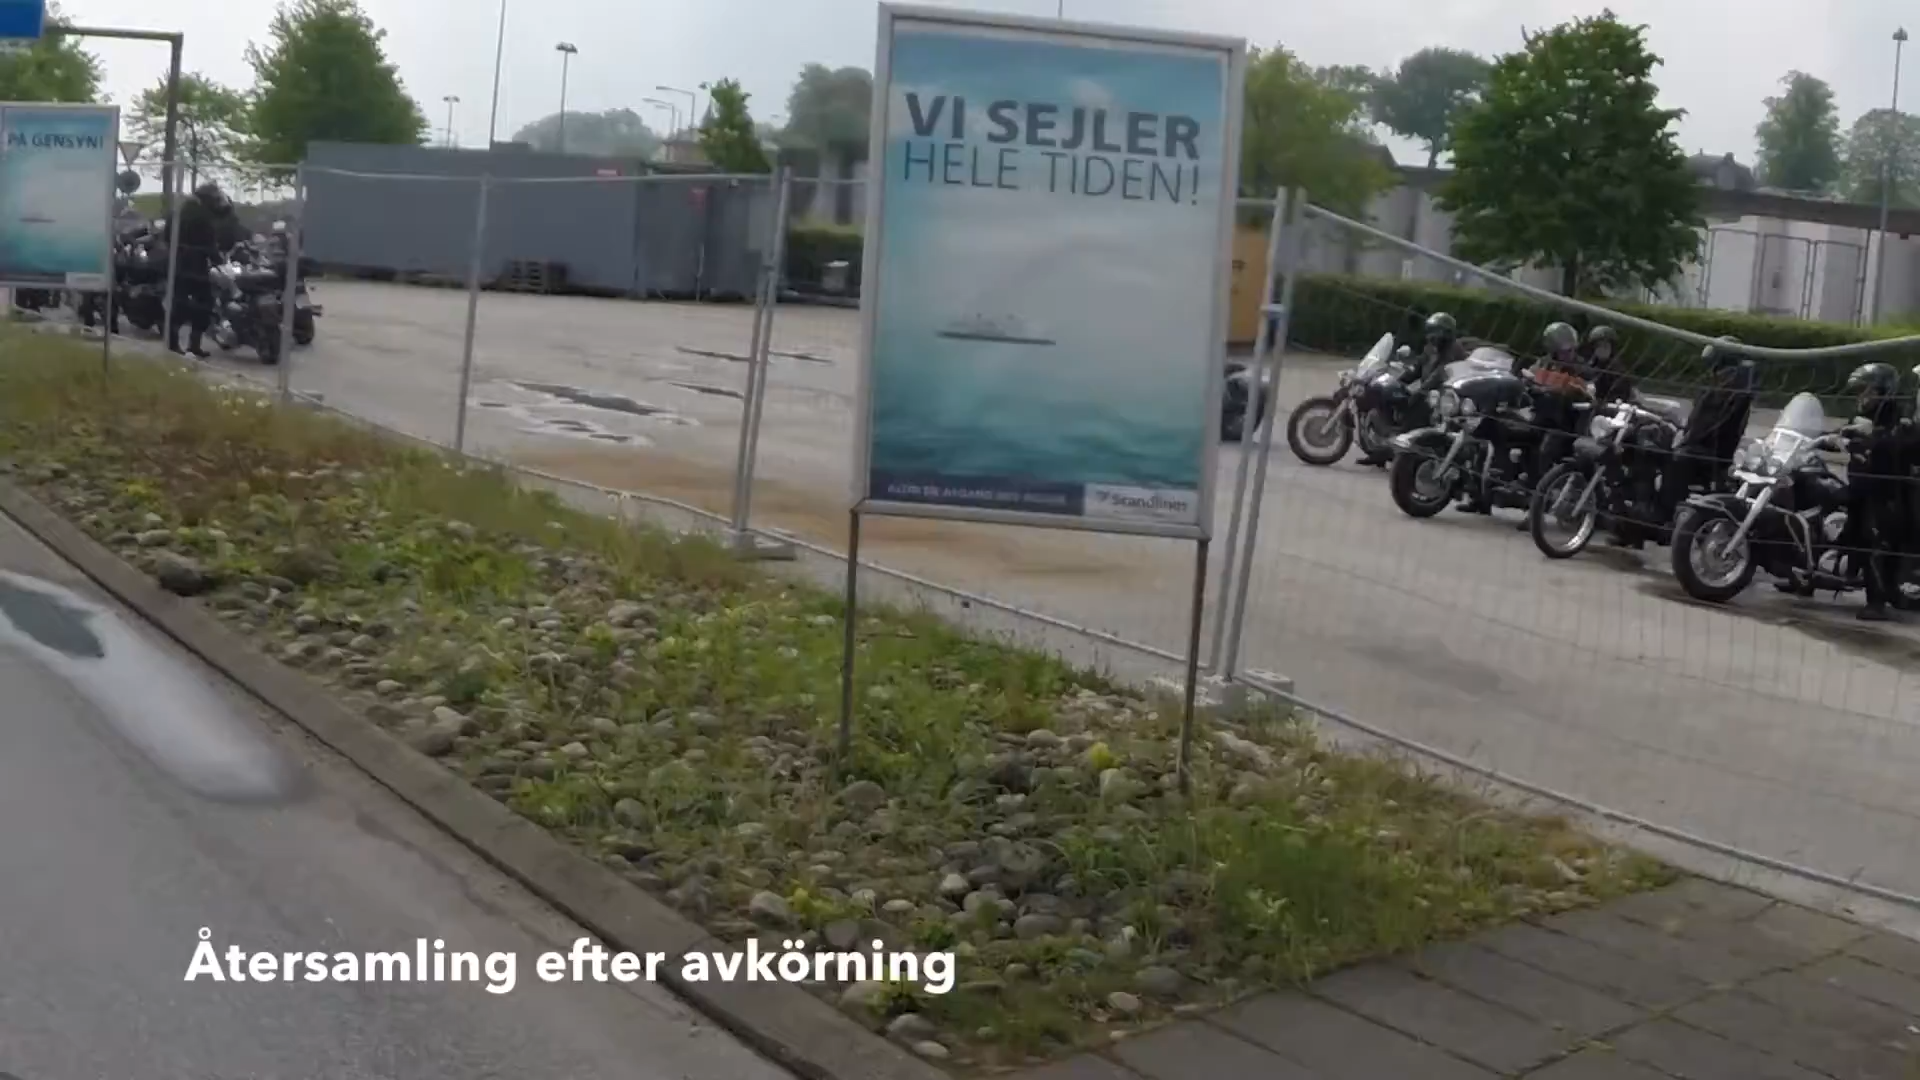 PÅ GENSYN!
VI SEJLER
HELE TIDEN!
Scandlines
Återsamling efter avkörning